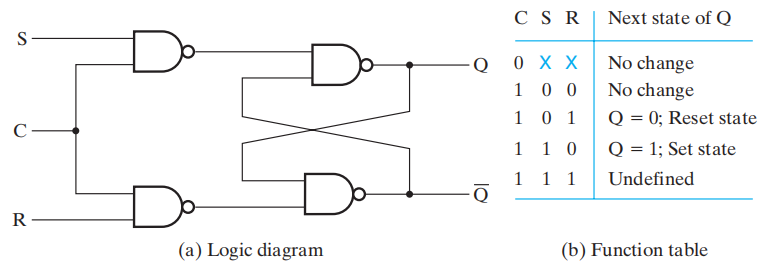 S
C
R
Q
Q̅
(a) Logic diagram
C S R Next state of Q
0 X X No change
1 0 0 No change
1 0 1 Q = 0; Reset state
1 1 0 Q = 1; Set state
1 1 1 Undefined
(b) Function table